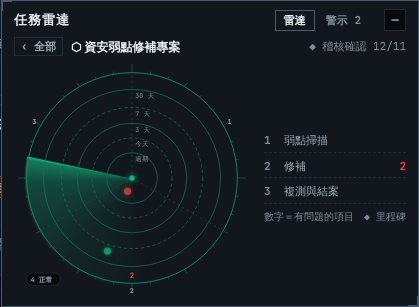 任務雷達
雷達 警示 2 −
‹ 全部 資安弱點修補專案 ◆ 稽核確認 12/11
30 天
7 天
3 天
今天
逾期
3
1
1 弱點掃描
2 修補 2
3 複測與結案
數字＝有問題的項目 ◆ 里程碑
4 正常
2
2